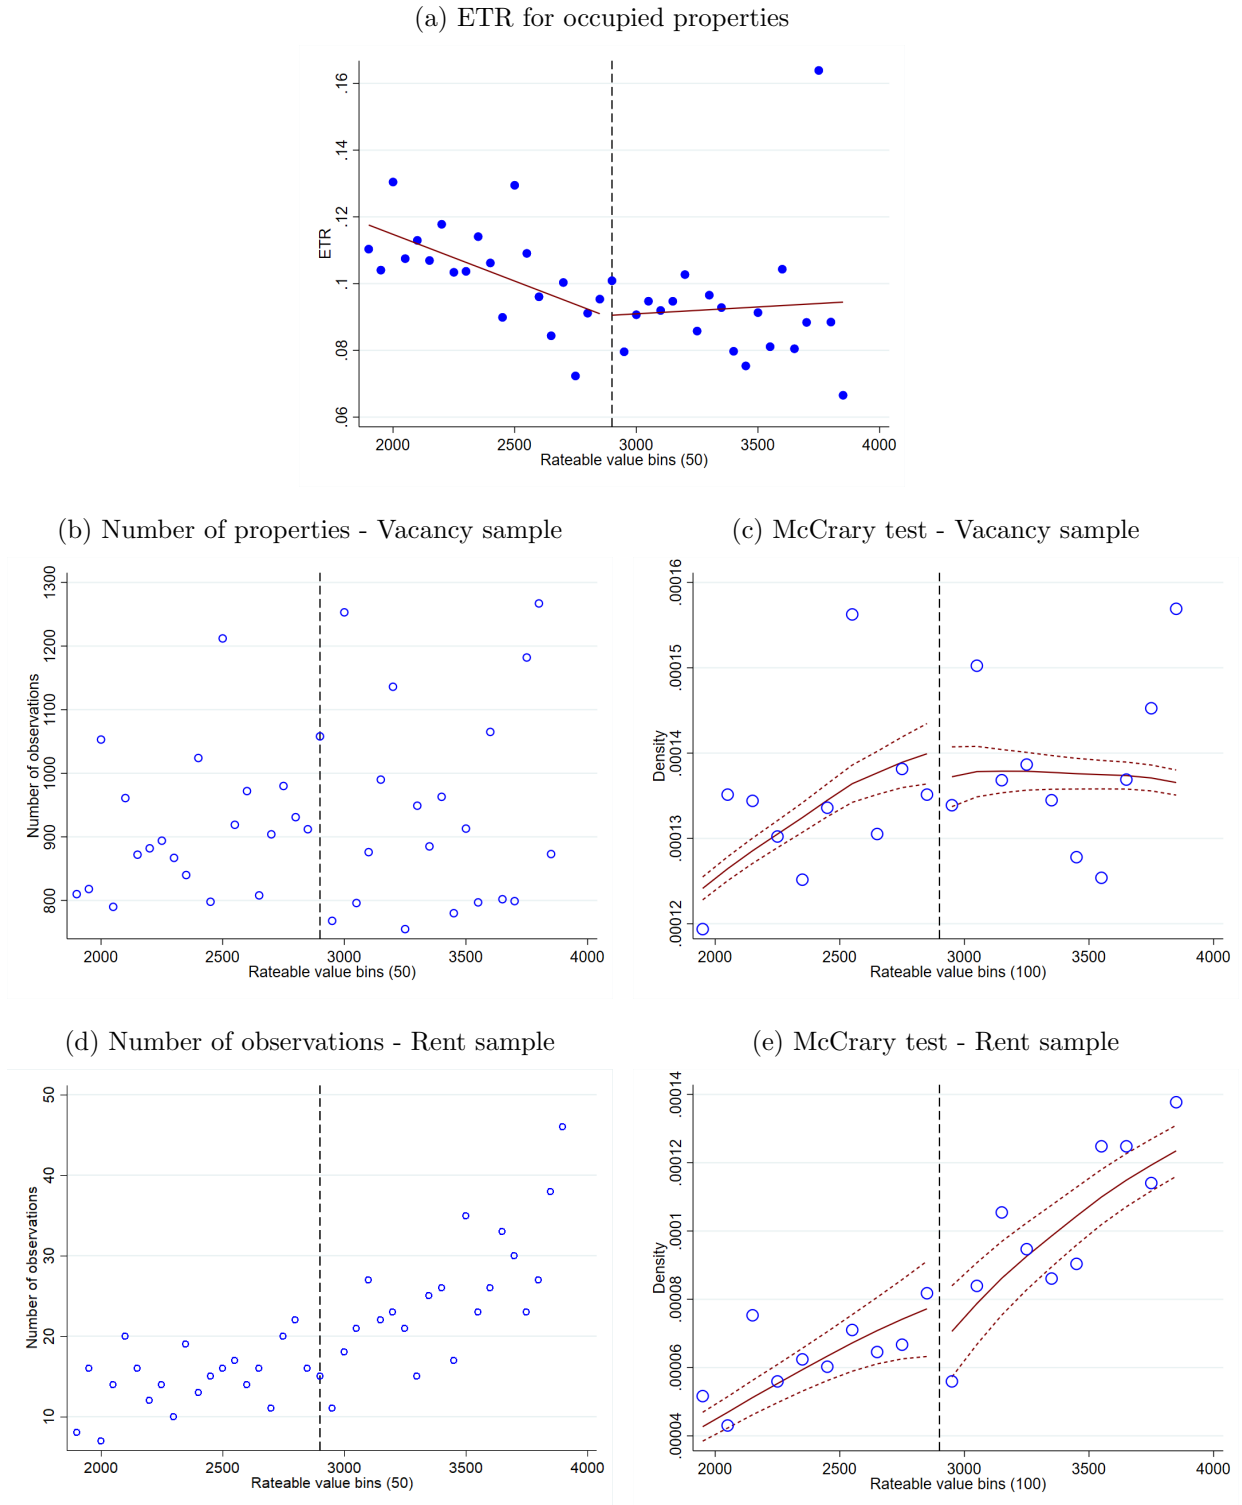 (a) ETR for occupied properties
.16
.14
.12
.1
.08
.06
ETR
2000 2500 3000 3500 4000
Rateable value bins (50)
(b) Number of properties - Vacancy sample
1300
1200
1100
1000
900
800
Number of observations
2000 2500 3000 3500 4000
Rateable value bins (50)
(c) McCrary test - Vacancy sample
.00016
.00015
.00014
.00013
.00012
Density
2000 2500 3000 3500 4000
Rateable value bins (100)
(d) Number of observations - Rent sample
50
40
30
20
10
Number of observations
2000 2500 3000 3500 4000
Rateable value bins (50)
(e) McCrary test - Rent sample
.00014
.00012
.0001
.00008
.00006
.00004
Density
2000 2500 3000 3500 4000
Rateable value bins (100)